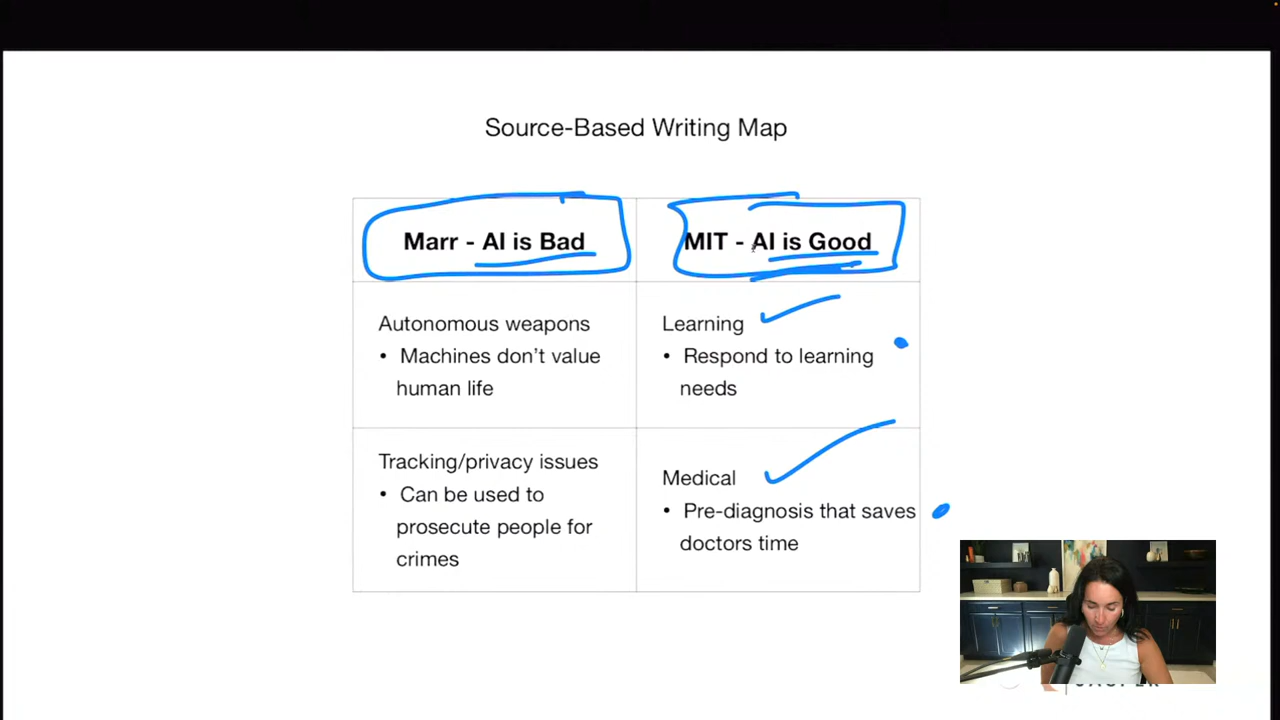 Source-Based Writing Map
Marr - AI is Bad
MIT - AI is Good
Autonomous weapons
• Machines don’t value
human life
Learning
• Respond to learning
needs
Tracking/privacy issues
• Can be used to
prosecute people for
crimes
Medical
• Pre-diagnosis that saves
doctors time